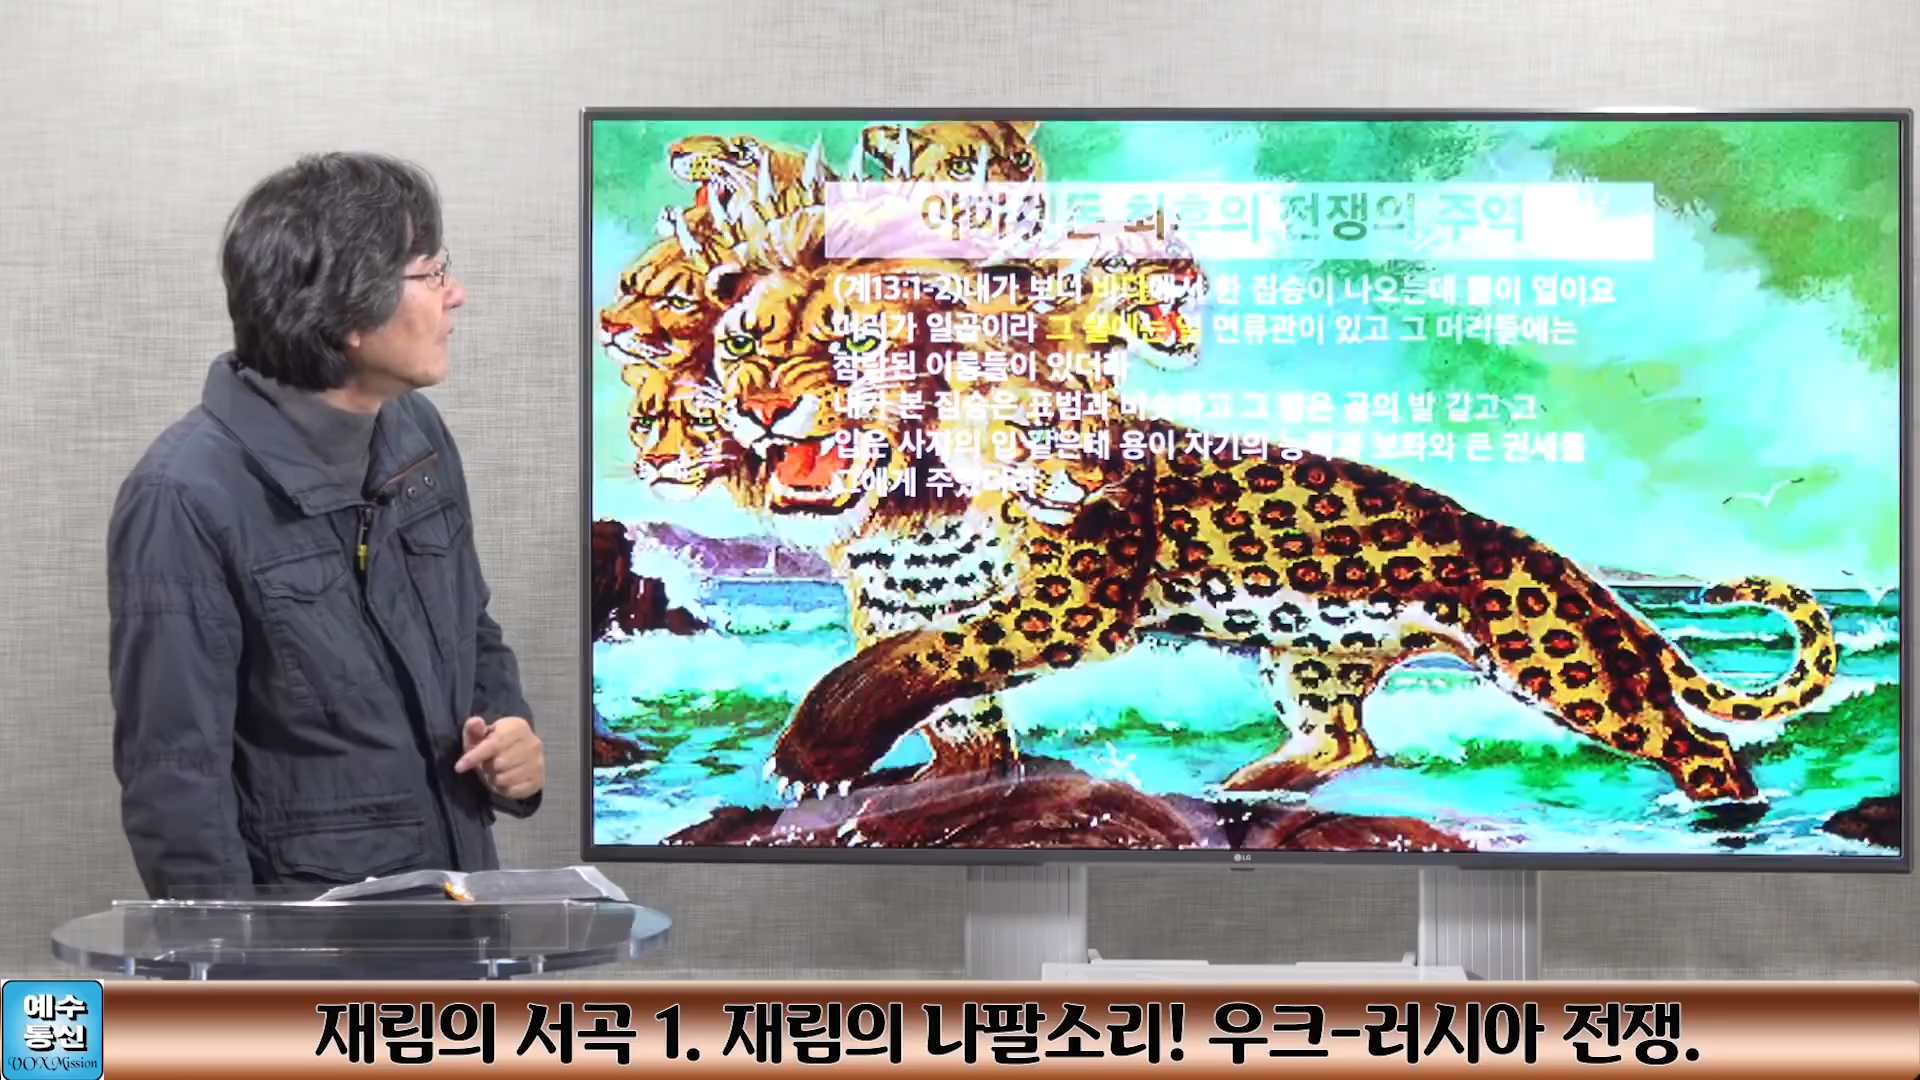 아마겟돈 최후의 전쟁의 주역
(계13:1-2)내가 보니 바다에서 한 짐승이 나오는데 뿔이 열이요
머리가 일곱이라 그 뿔에는 열 면류관이 있고 그 머리들에는
참람된 이름들이 있더라
내가 본 짐승은 표범과 비슷하고 그 발은 곰의 발 같고 그
입은 사자의 입 같은데 용이 자기의 능력과 보좌와 큰 권세를
그에게 주었더라
LG
예수
통신
VOX Mission
재림의 서곡 1. 재림의 나팔소리! 우크-러시아 전쟁.